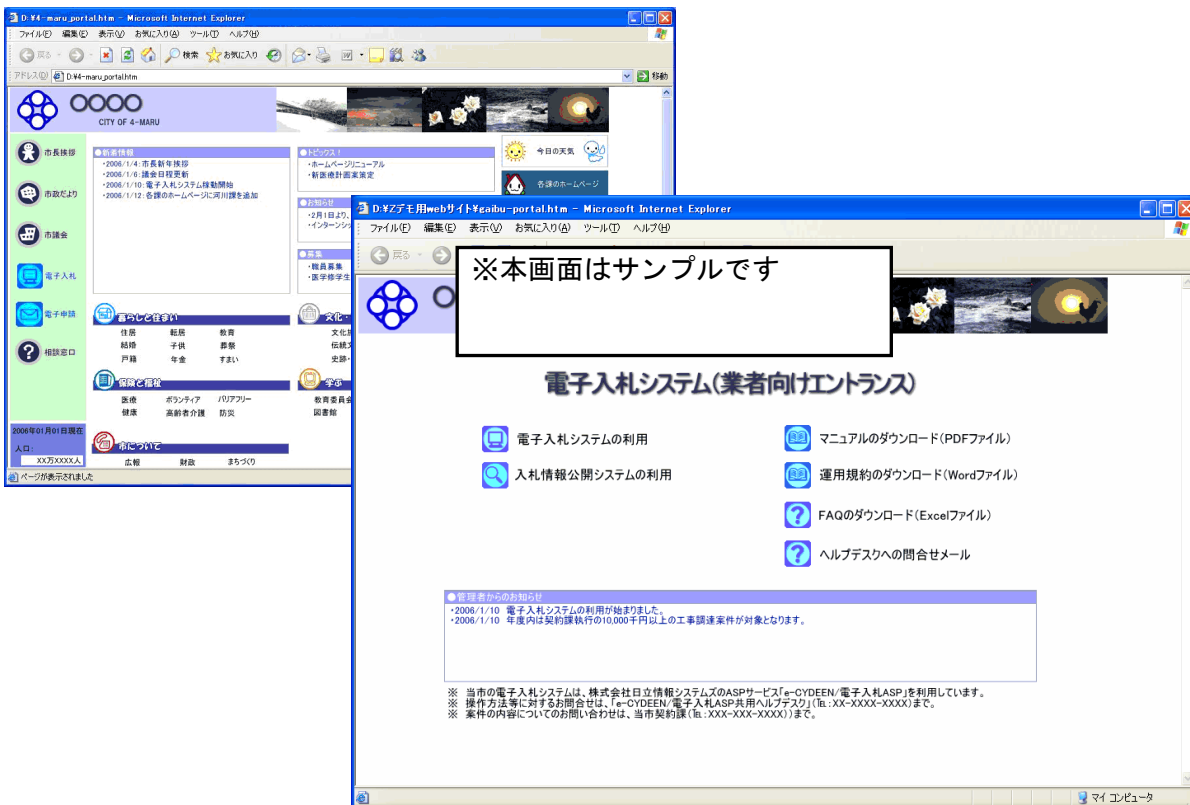 D:¥4-maru_portal.htm - Microsoft Internet Explorer
ファイル(F) 編集(E) 表示(V) お気に入り(A) ツール(T) ヘルプ(H)
戻る 検索 お気に入り
アドレス(D) D:¥4-maru_portal.htm 移動
○○○○
CITY OF 4-MARU
市長挨拶
市政だより
市議会
電子入札
電子申請
相談窓口
2006年01月01日現在
人口:
XX万XXXX人
●新着情報
・2006/1/4:市長新年挨拶
・2006/1/6:議会日程更新
・2006/1/10:電子入札システム稼動開始
・2006/1/12:各課のホームページに河川課を追加
●トピックス!
・ホームページリニューアル
・新医療計画案策定
●お知らせ
・2月1日より、
・インターンシッ
●募集
・職員募集
・医学修学生
今日の天気
各課のホームページ
暮らしと住まい
住居 転居 教育
結婚 子供 葬祭
戸籍 年金 すまい
保険と福祉
医療 ボランティア バリアフリー
健康 高齢者介護 防災
市について
広報 財政 まちづくり
文化・
文化
伝統
史跡・
学ぶ
教育委員会
図書館
ページが表示されました
D:¥Zデモ用webサイト¥gaibu-portal.htm - Microsoft Internet Explorer
ファイル(F) 編集(E) 表示(V) お気に入り(A) ツール(T) ヘルプ(H)
戻る
※本画面はサンプルです
電子入札システム(業者向けエントランス)
電子入札システムの利用
入札情報公開システムの利用
マニュアルのダウンロード(PDFファイル)
運用規約のダウンロード(Wordファイル)
FAQのダウンロード(Excelファイル)
ヘルプデスクへの問合せメール
●管理者からのお知らせ
・2006/1/10 電子入札システムの利用が始まりました。
・2006/1/10 年度内は契約課執行の10,000千円以上の工事調達案件が対象となります。
※ 当市の電子入札システムは、株式会社日立情報システムズのASPサービス「e-CYDEEN/電子入札ASP」を利用しています。
※ 操作方法等に対するお問合せは、「e-CYDEEN/電子入札ASP共用ヘルプデスク」(℡:XX-XXXX-XXXX)まで。
※ 案件の内容についてのお問い合わせは、当市契約課(℡:XXX-XXX-XXXX))まで。
マイ コンピュータ